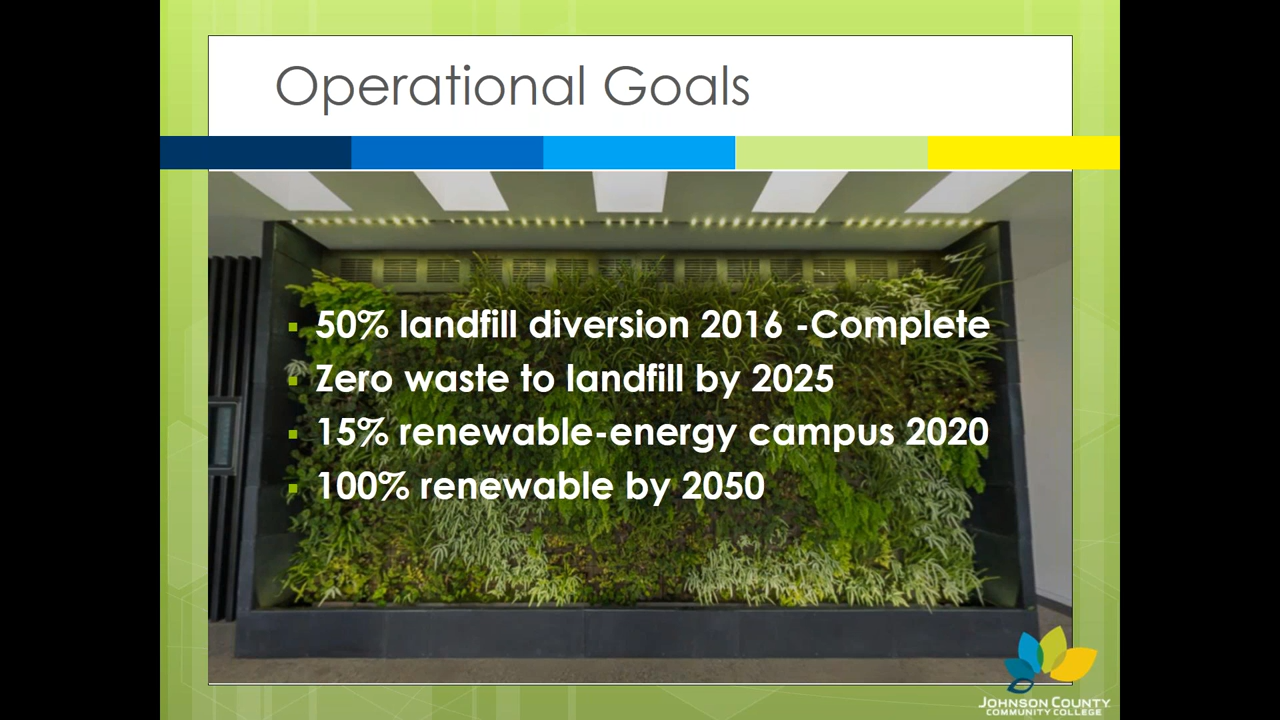 Operational Goals
50% landfill diversion 2016 -Complete
Zero waste to landfill by 2025
15% renewable-energy campus 2020
100% renewable by 2050
JOHNSON COUNTY
COMMUNITY COLLEGE